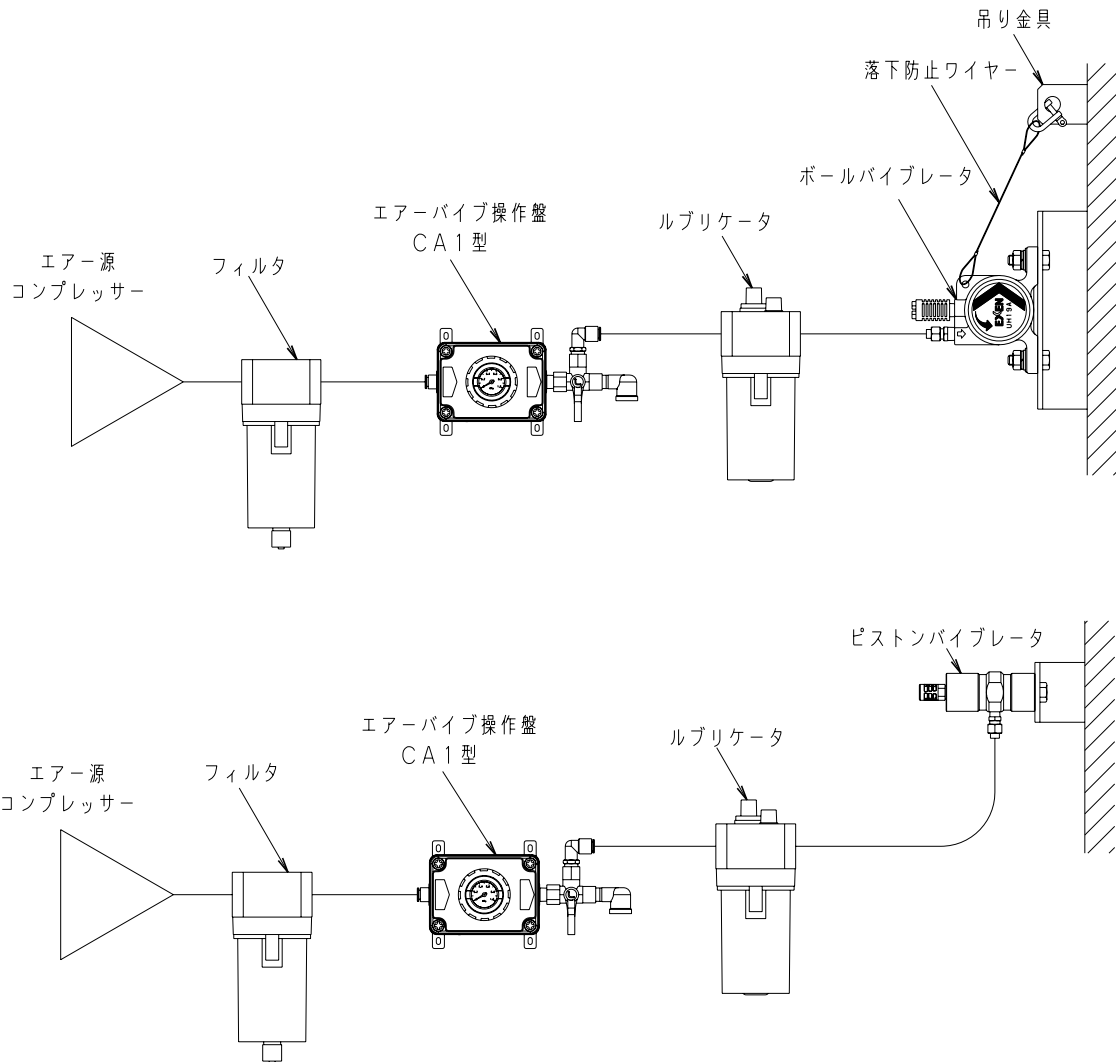 吊り金具
落下防止ワイヤー
ボールバイブレータ
エアーバイブ操作盤
CA1型
ルブリケータ
エアー源
コンプレッサー
フィルタ
EXEN
UH19A
ピストンバイブレータ
エアーバイブ操作盤
CA1型
ルブリケータ
エアー源
コンプレッサー
フィルタ